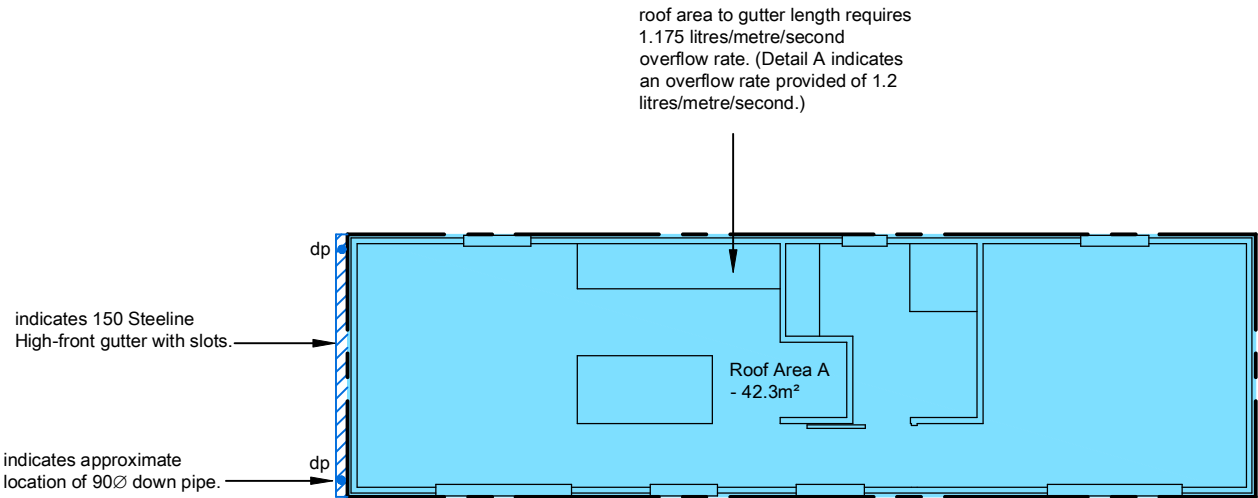 roof area to gutter length requires
1.175 litres/metre/second
overflow rate. (Detail A indicates
an overflow rate provided of 1.2
litres/metre/second.)
dp
indicates 150 Steeline
High-front gutter with slots.
Roof Area A
- 42.3m²
indicates approximate
location of 90∅ down pipe.
dp